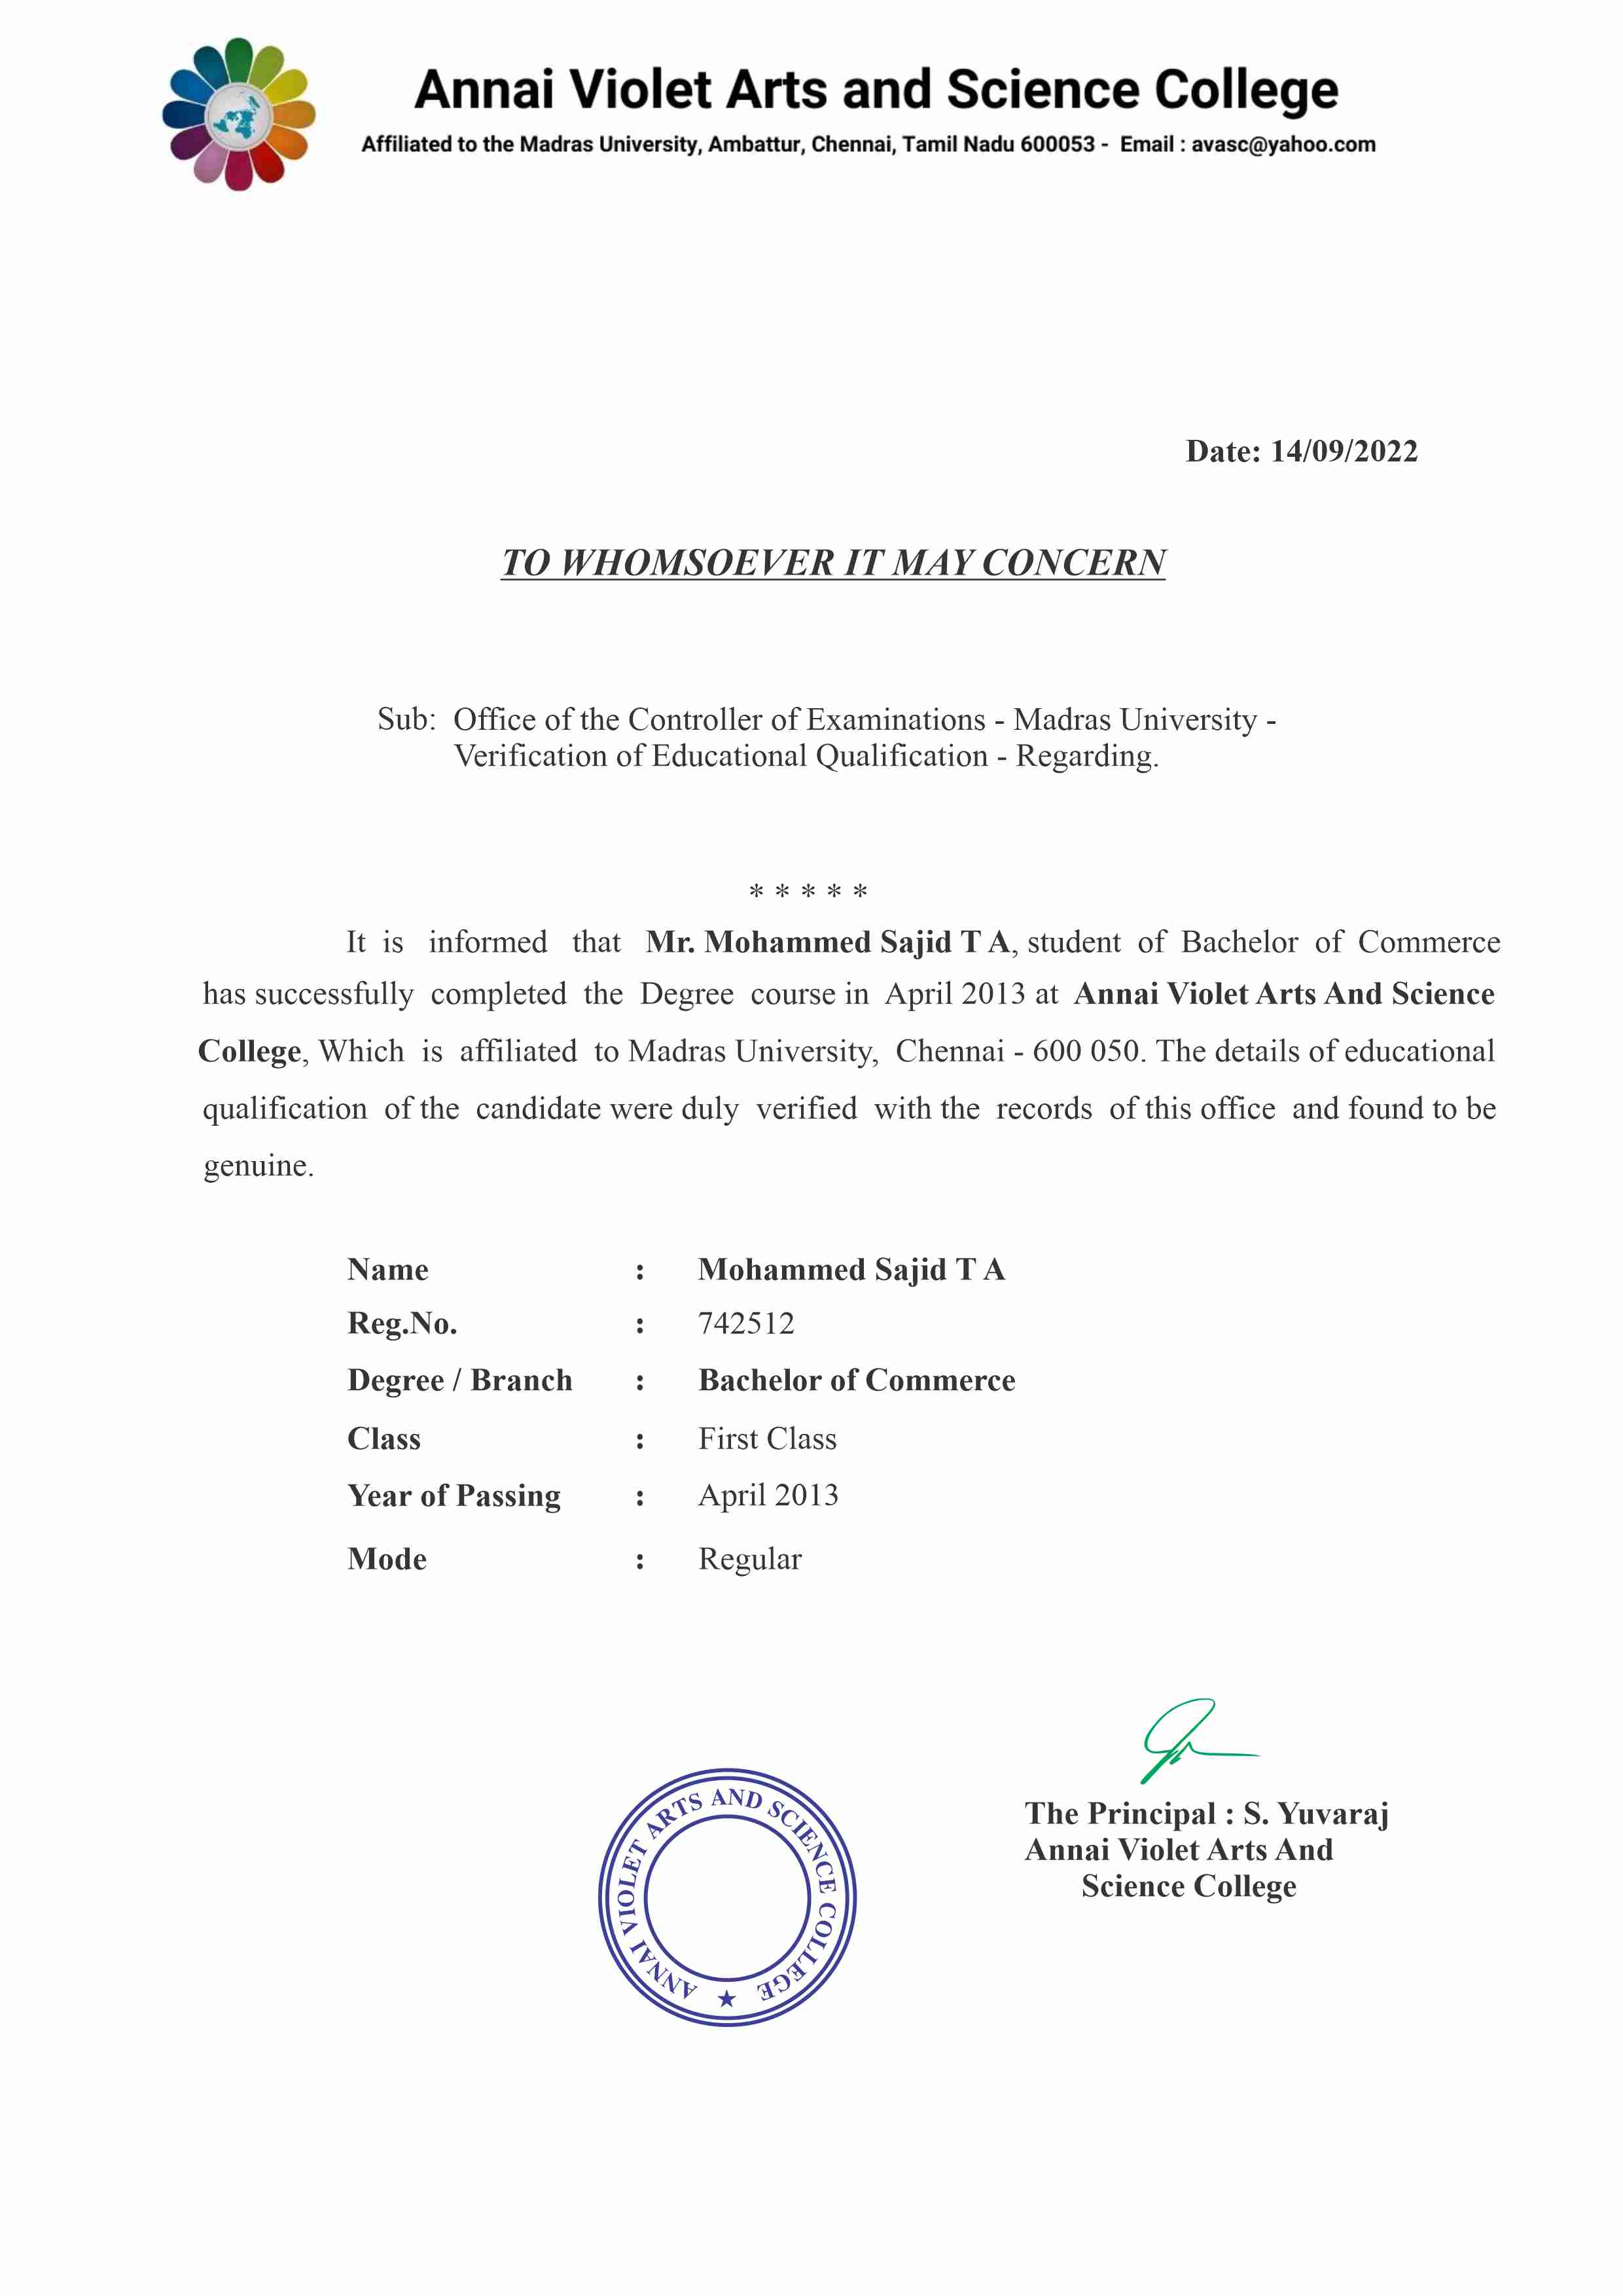 Annai Violet Arts and Science College
Affiliated to the Madras University, Ambattur, Chennai, Tamil Nadu 600053 - Email : avasc@yahoo.com
Date: 14/09/2022
TO WHOMSOEVER IT MAY CONCERN
Sub: Office of the Controller of Examinations - Madras University -
Verification of Educational Qualification - Regarding.
* * * * *
It is informed that Mr. Mohammed Sajid T A, student of Bachelor of Commerce
has successfully completed the Degree course in April 2013 at Annai Violet Arts And Science
College, Which is affiliated to Madras University, Chennai - 600 050. The details of educational
qualification of the candidate were duly verified with the records of this office and found to be
genuine.
Name : Mohammed Sajid T A
Reg.No. : 742512
Degree / Branch : Bachelor of Commerce
Class : First Class
Year of Passing : April 2013
Mode : Regular
The Principal : S. Yuvaraj
Annai Violet Arts And
Science College
ANNAI VIOLET ARTS AND SCIENCE COLLEGE ★